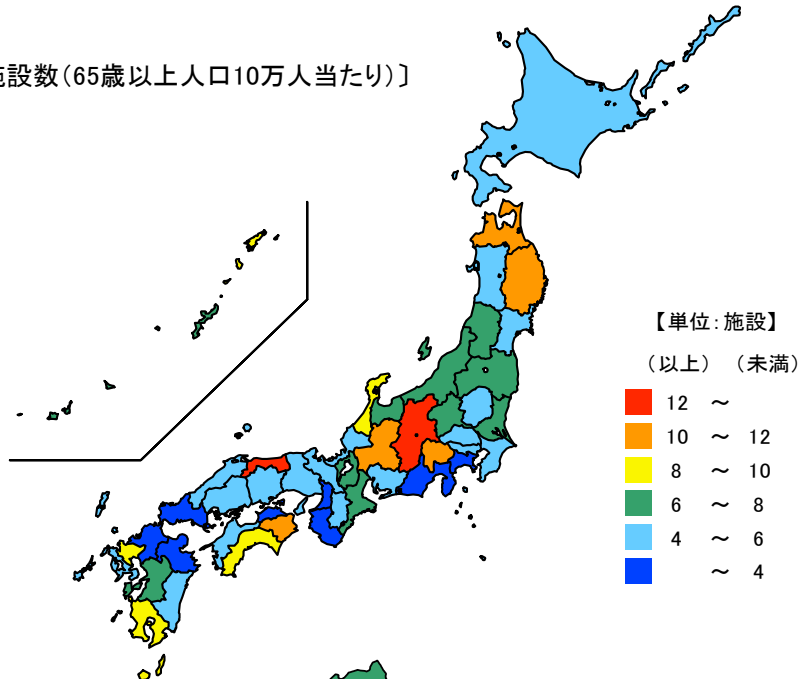 施設数(65歳以上人口10万人当たり)〕
【単位:施設】
(以上) (未満)
12 ～
10 ～ 12
8 ～ 10
6 ～ 8
4 ～ 6
～ 4